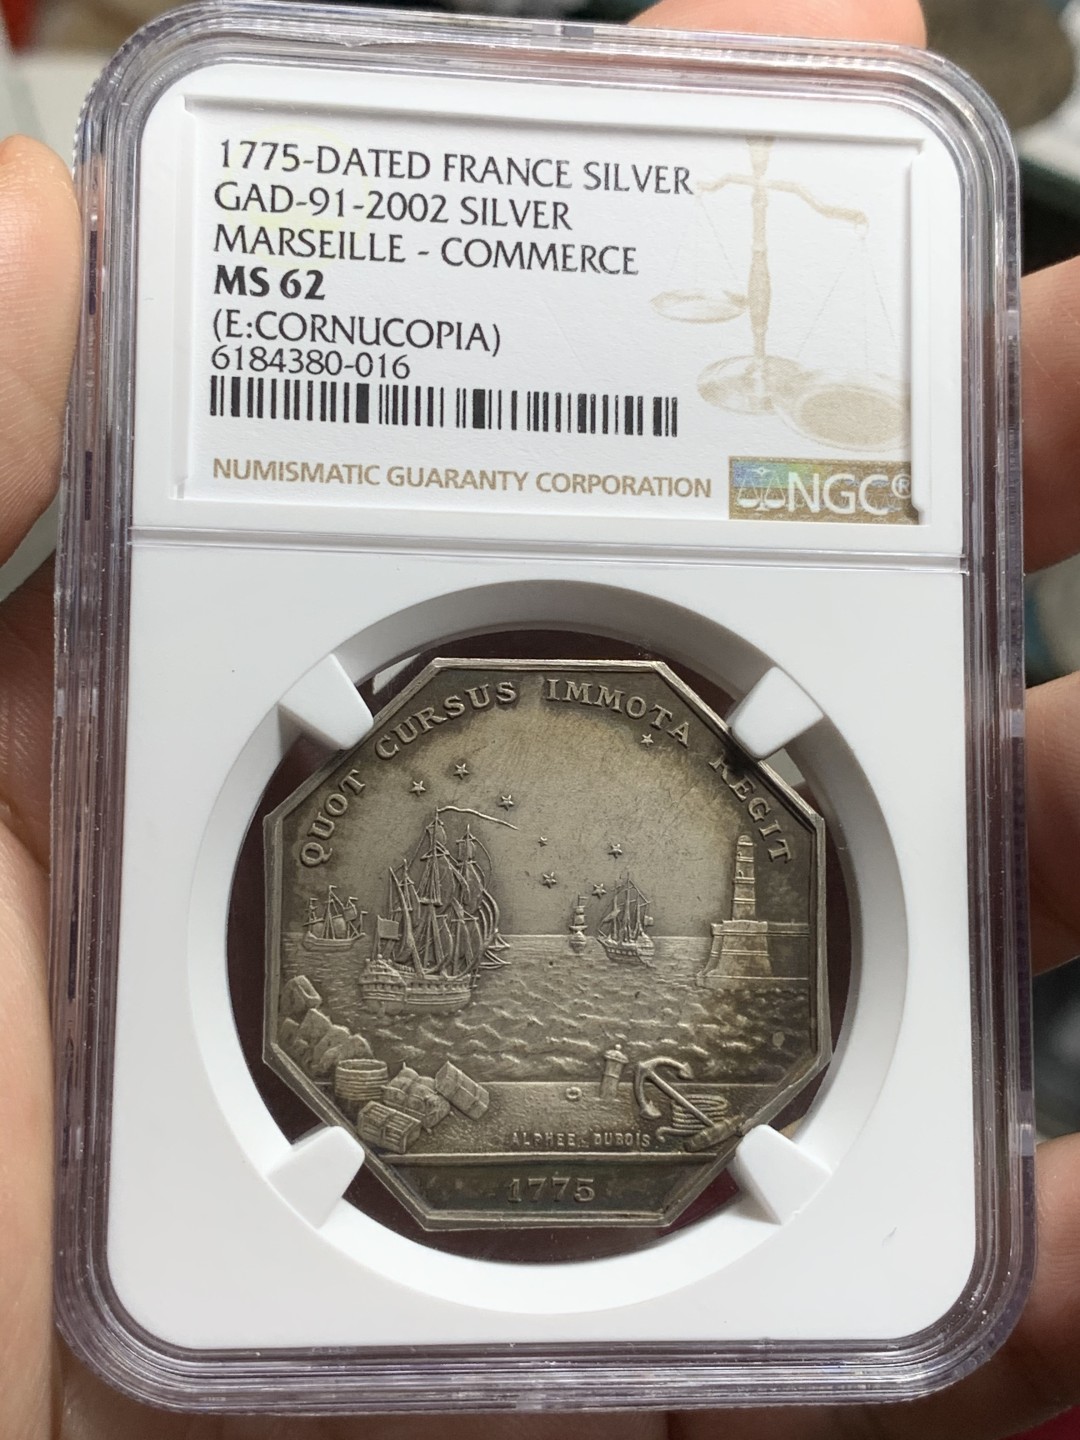 1775-DATED FRANCE SILVER
GAD-91-2002 SILVER
MARSEILLE - COMMERCE
MS 62
(E:CORNUCOPIA)
6184380-016
NUMISMATIC GUARANTY CORPORATION
NGC®
QUOT CURSUS IMMOTA REGIT
ALPHEE DUBOIS
1775